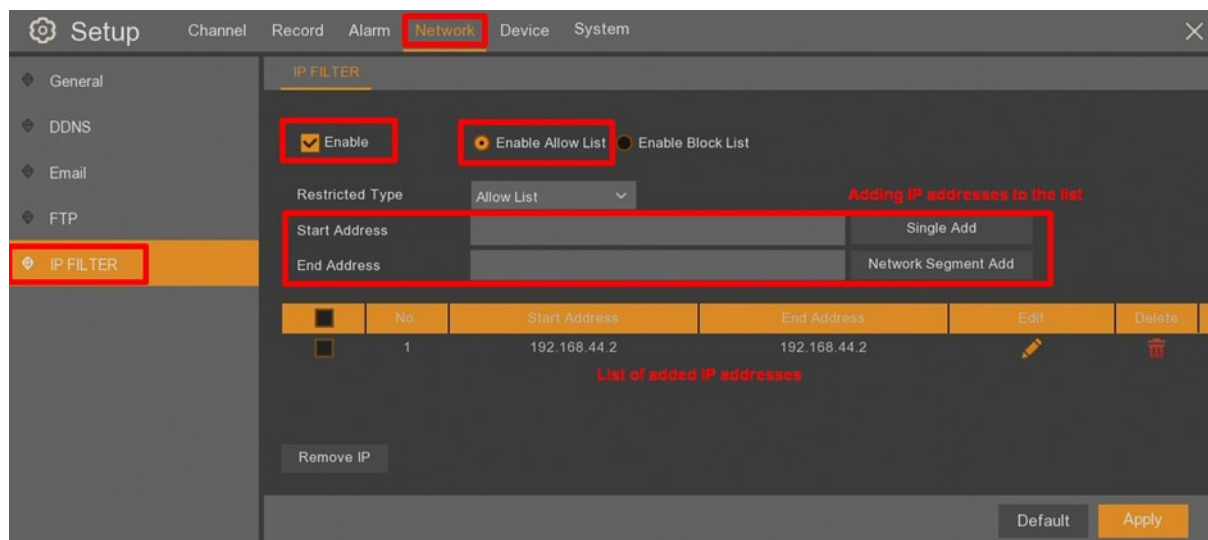 Setup Channel Record Alarm Network Device System
General
DDNS
Email
FTP
IP FILTER
IP FILTER
Enable Enable Allow List Enable Block List
Restricted Type Allow List Adding IP addresses to the list
Start Address Single Add
End Address Network Segment Add
No. Start Address End Address Edit Delete
1 192.168.44.2 192.168.44.2
List of added IP addresses
Remove IP
Default Apply